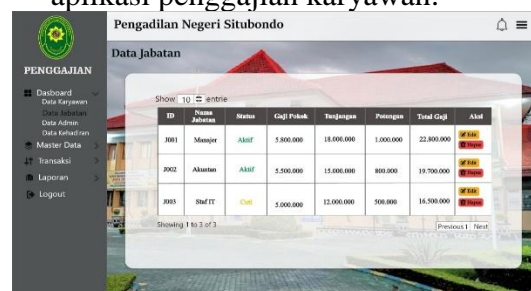 aplikasi penggajian karyawan.
Pengadilan Negeri Situbondo
Data Jabatan
PENGGAJIAN
Dasboard
Data Karyawan
Data Jabatan
Data Admin
Data Kehadiran
Master Data
Transaksi
Laporan
Logout
Show 10 entrie
ID Nama Jabatan Status Gaji Pokok Tunjangan Potongan Total Gaji Aksi
J001 Manajer Aktif 5.800.000 18.000.000 1.000.000 22.800.000 Edit Hapus
J002 Akuntan Aktif 5.500.000 15.000.000 800.000 19.700.000 Edit Hapus
J003 Staf IT Cuti 5.000.000 12.000.000 500.000 16.500.000 Edit Hapus
Showing 1 to 3 of 3
Previous 1 Next